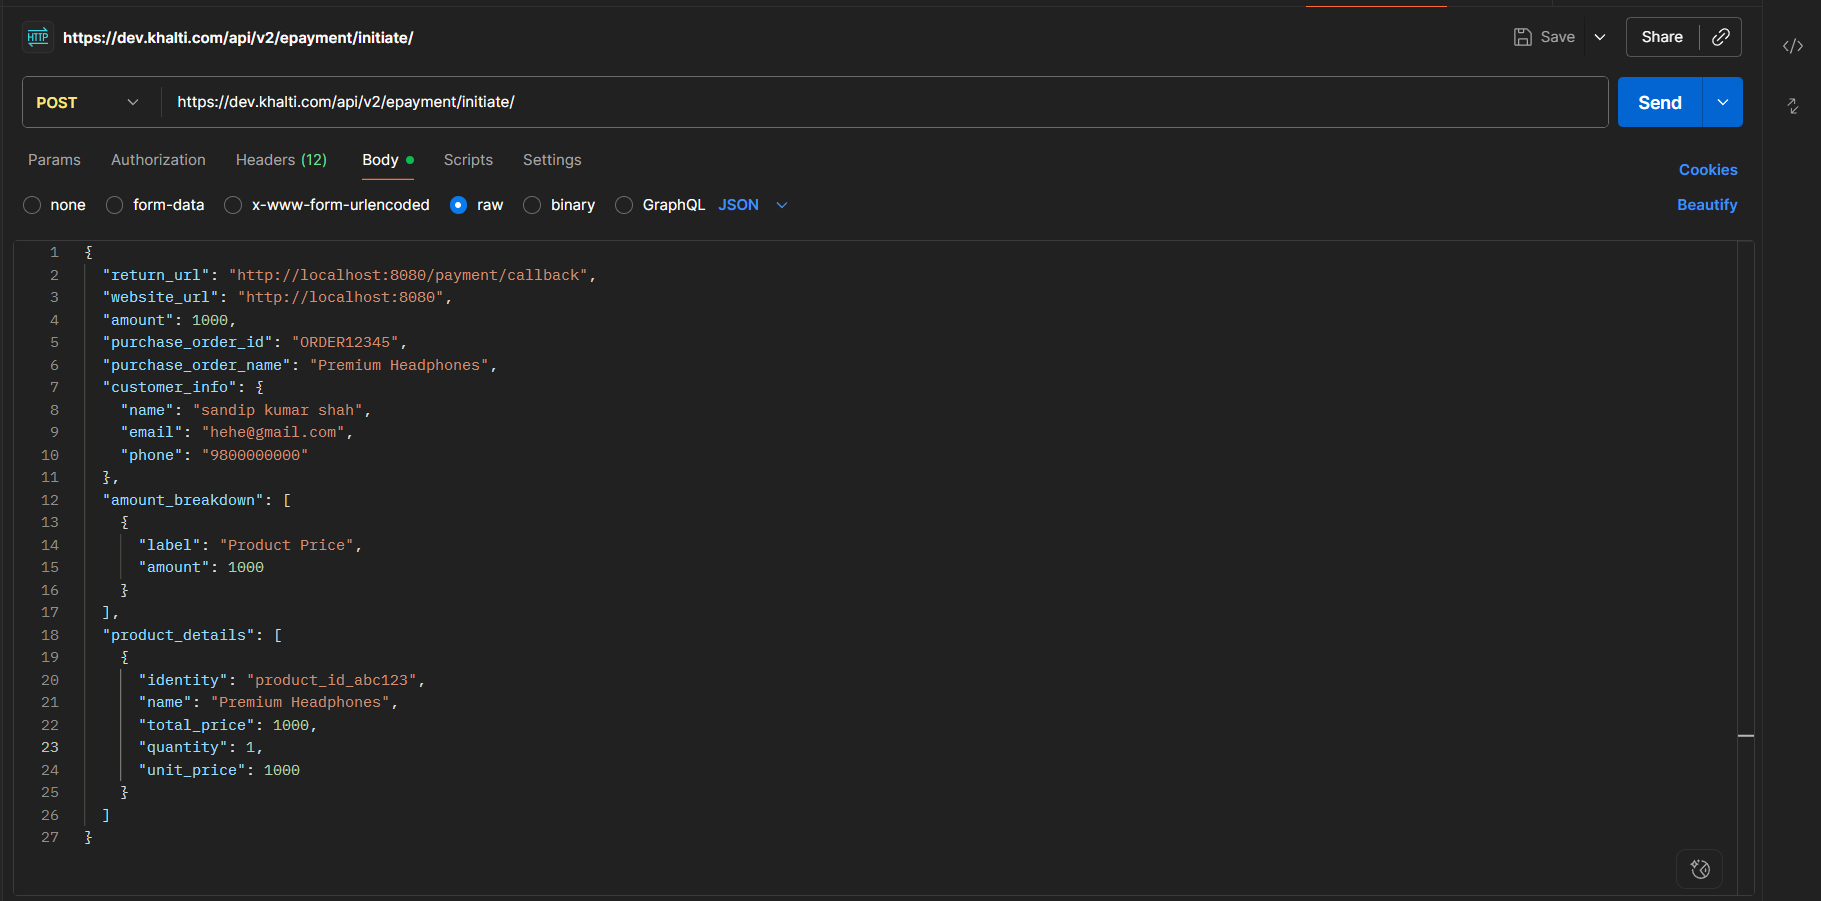 HTTP https://dev.khalti.com/api/v2/epayment/initiate/ Save Share
POST https://dev.khalti.com/api/v2/epayment/initiate/ Send
Params Authorization Headers (12) Body Scripts Settings Cookies
none form-data x-www-form-urlencoded raw binary GraphQL JSON Beautify
1 {
2 "return_url": "http://localhost:8080/payment/callback",
3 "website_url": "http://localhost:8080",
4 "amount": 1000,
5 "purchase_order_id": "ORDER12345",
6 "purchase_order_name": "Premium Headphones",
7 "customer_info": {
8 "name": "sandip kumar shah",
9 "email": "hehe@gmail.com",
10 "phone": "9800000000"
11 },
12 "amount_breakdown": [
13 {
14 "label": "Product Price",
15 "amount": 1000
16 }
17 ],
18 "product_details": [
19 {
20 "identity": "product_id_abc123",
21 "name": "Premium Headphones",
22 "total_price": 1000,
23 "quantity": 1,
24 "unit_price": 1000
25 }
26 ]
27 }